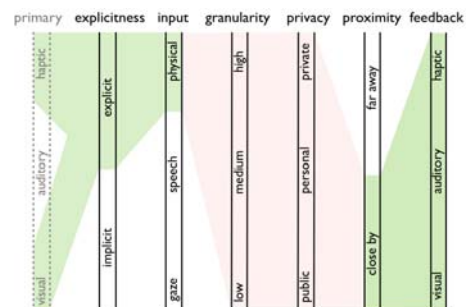 primary explicitness input granularity privacy proximity feedback
haptic
auditory
visual
explicit
implicit
physical
speech
gaze
high
medium
low
private
personal
public
far away
close by
haptic
auditory
visual